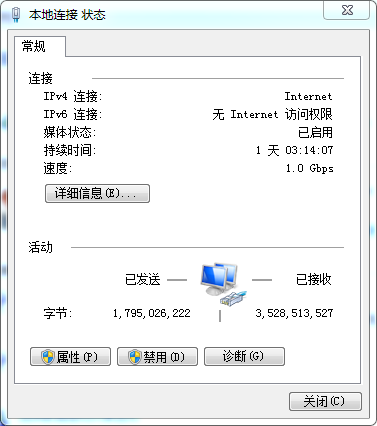 本地连接 状态
常规
连接
IPv4 连接: Internet
IPv6 连接: 无 Internet 访问权限
媒体状态: 已启用
持续时间: 1 天 03:14:07
速度: 1.0 Gbps
详细信息(E)...
活动
已发送 — — 已接收
字节: 1,795,026,222 | 3,528,513,527
属性(P) 禁用(D) 诊断(G)
关闭(C)